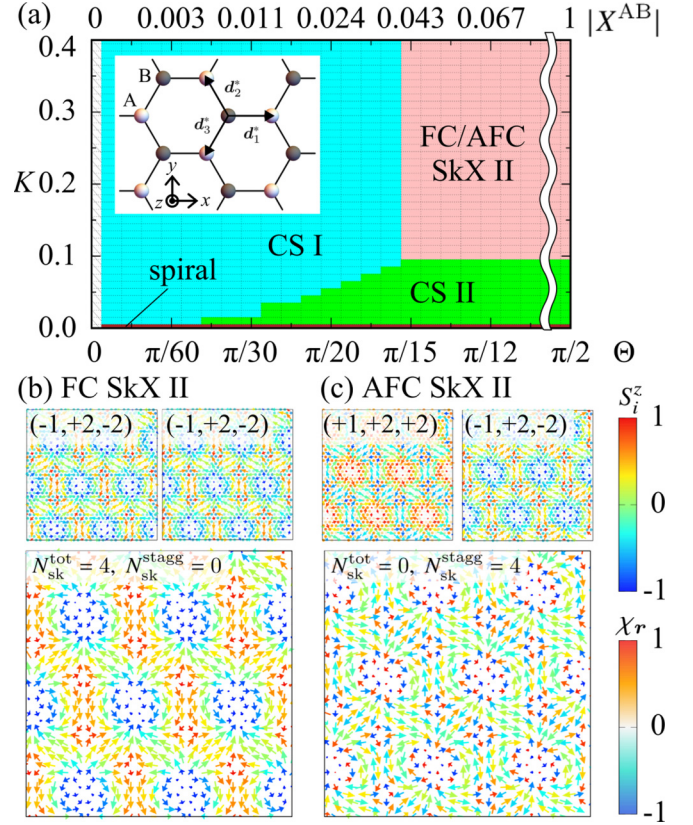 (a) 0 0.003 0.011 0.024 0.043 0.067 1 |X^AB|
0.4
0.3
K 0.2
0.1
0.0
B
A
d*_2
d*_3
d*_1
y
z
x
FC/AFC
SkX II
CS I
spiral
CS II
0 π/60 π/30 π/20 π/15 π/12 π/2 Θ
(b) FC SkX II
(-1,+2,-2) (-1,+2,-2)
N_sk^tot = 4, N_sk^stagg = 0
(c) AFC SkX II
(+1,+2,+2) (-1,+2,-2)
N_sk^tot = 0, N_sk^stagg = 4
S_i^z
1
0
-1
χ_r
1
0
-1